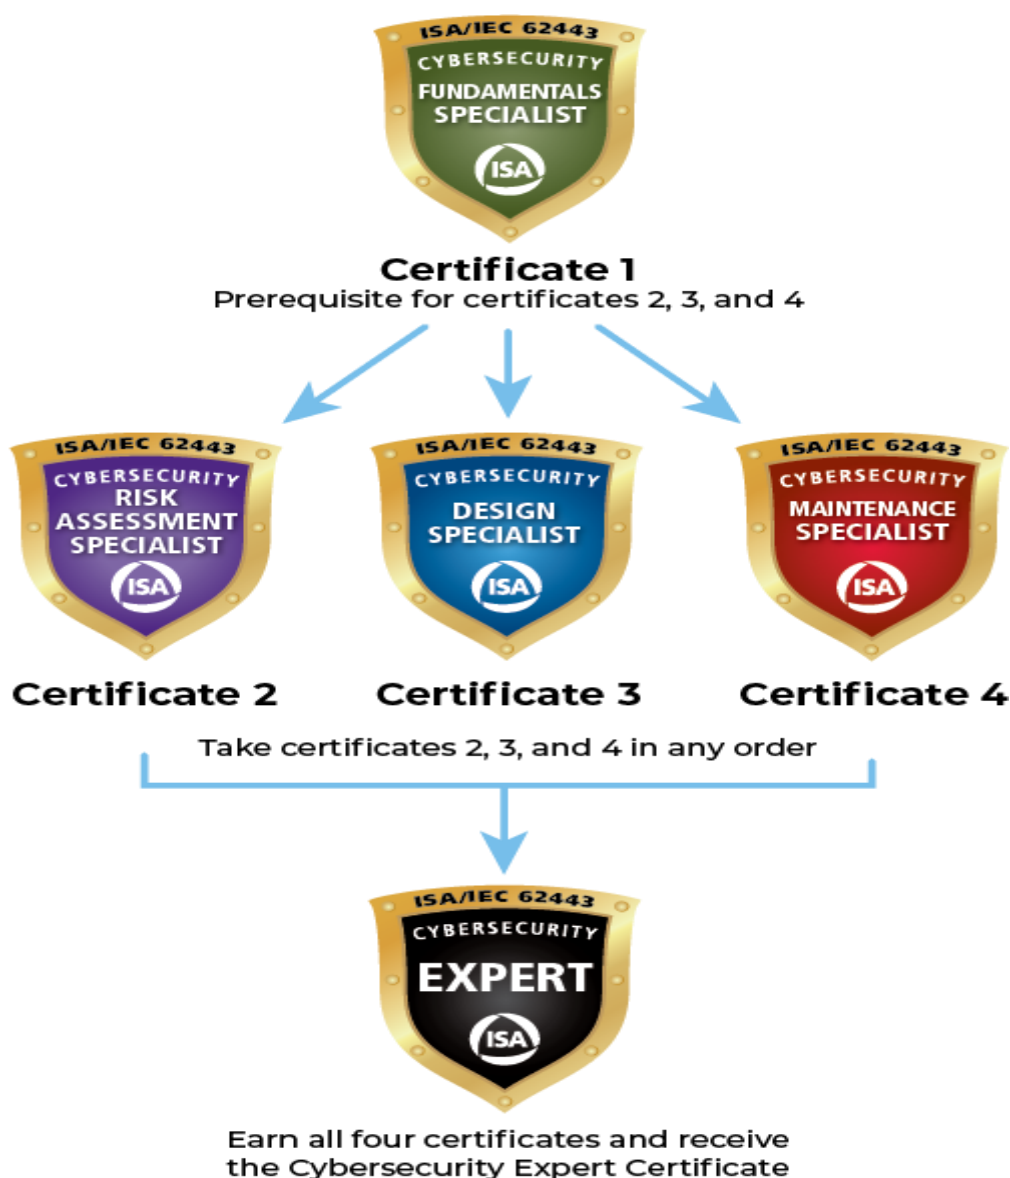 ISA/IEC 62443
CYBERSECURITY
FUNDAMENTALS
SPECIALIST
ISA
Certificate 1
Prerequisite for certificates 2, 3, and 4
ISA/IEC 62443
CYBERSECURITY
RISK
ASSESSMENT
SPECIALIST
ISA
Certificate 2
ISA/IEC 62443
CYBERSECURITY
DESIGN
SPECIALIST
ISA
Certificate 3
ISA/IEC 62443
CYBERSECURITY
MAINTENANCE
SPECIALIST
ISA
Certificate 4
Take certificates 2, 3, and 4 in any order
ISA/IEC 62443
CYBERSECURITY
EXPERT
ISA
Earn all four certificates and receive
the Cybersecurity Expert Certificate